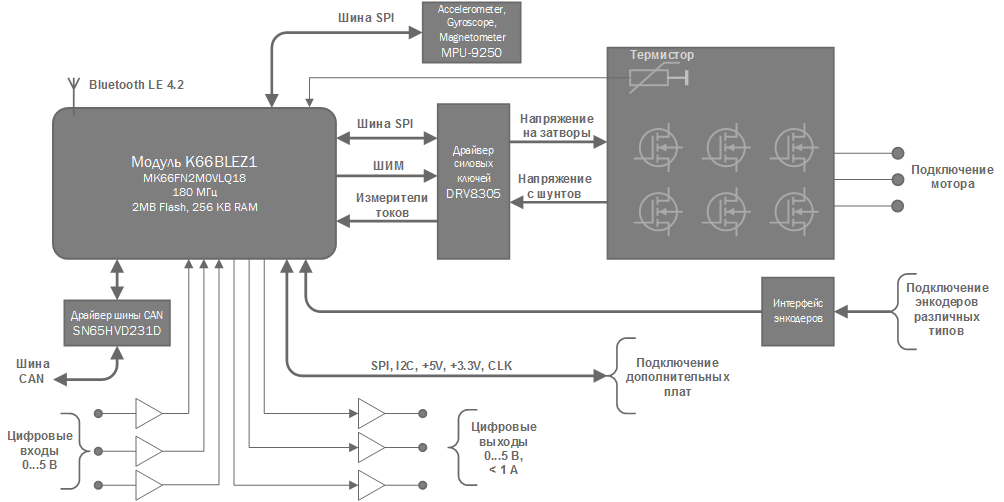 Шина SPI
Accelerometer,
Gyroscope,
Magnetometer
MPU-9250
Термистор
Bluetooth LE 4.2
Модуль K66BLEZ1
MK66FN2M0VLQ18
180 МГц
2MB Flash, 256 KB RAM
Шина SPI
ШИМ
Измерители
токов
Драйвер
силовых
ключей
DRV8305
Напряжение
на затворы
Напряжение
с шунтов
Подключение
мотора
Драйвер шины CAN
SN65HVD231D
Шина
CAN
Интерфейс
энкодеров
Подключение
энкодеров
различных
типов
SPI, I2C, +5V, +3.3V, CLK
Подключение
дополнительных
плат
Цифровые
входы
0...5 В
Цифровые
выходы
0...5 В,
< 1 А